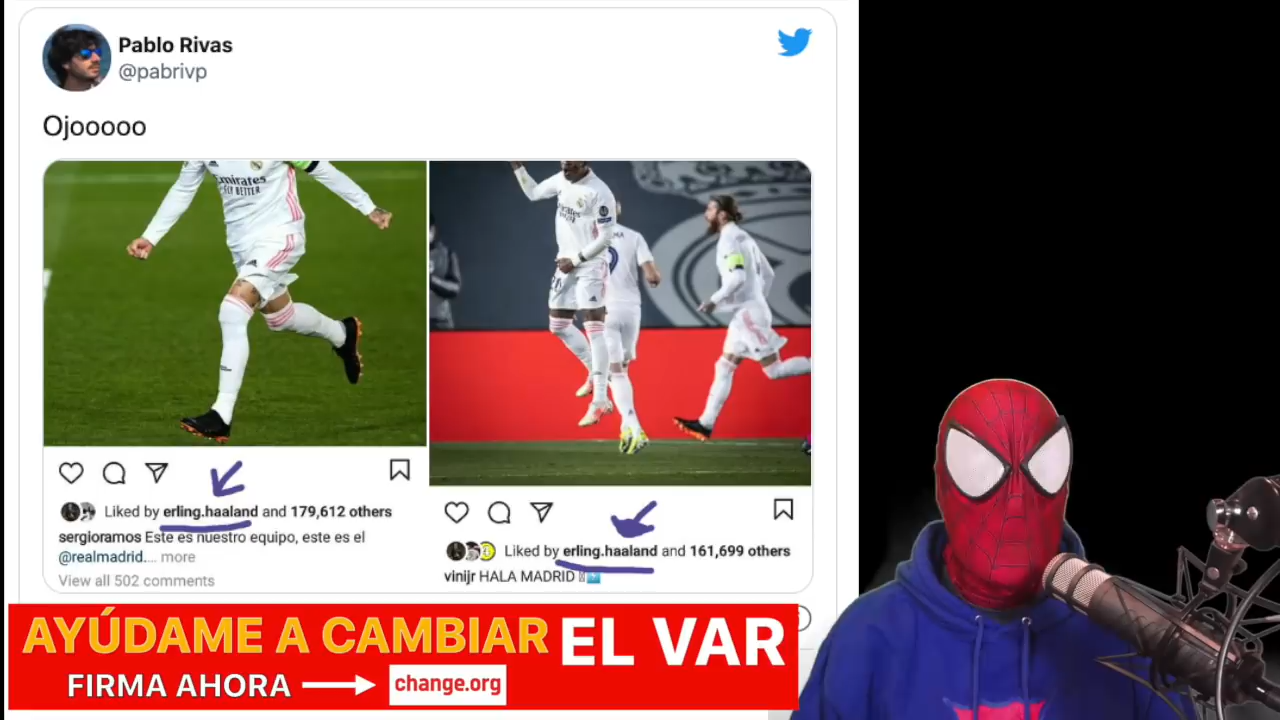 Pablo Rivas
@pabrivp
Ojooooo
Emirates
FLY BETTER
Liked by erling.haaland and 179,612 others
sergioramos Este es nuestro equipo, este es el
@realmadrid.... more
View all 502 comments
Liked by erling.haaland and 161,699 others
vinijr HALA MADRID
AYÚDAME A CAMBIAR EL VAR
FIRMA AHORA
change.org